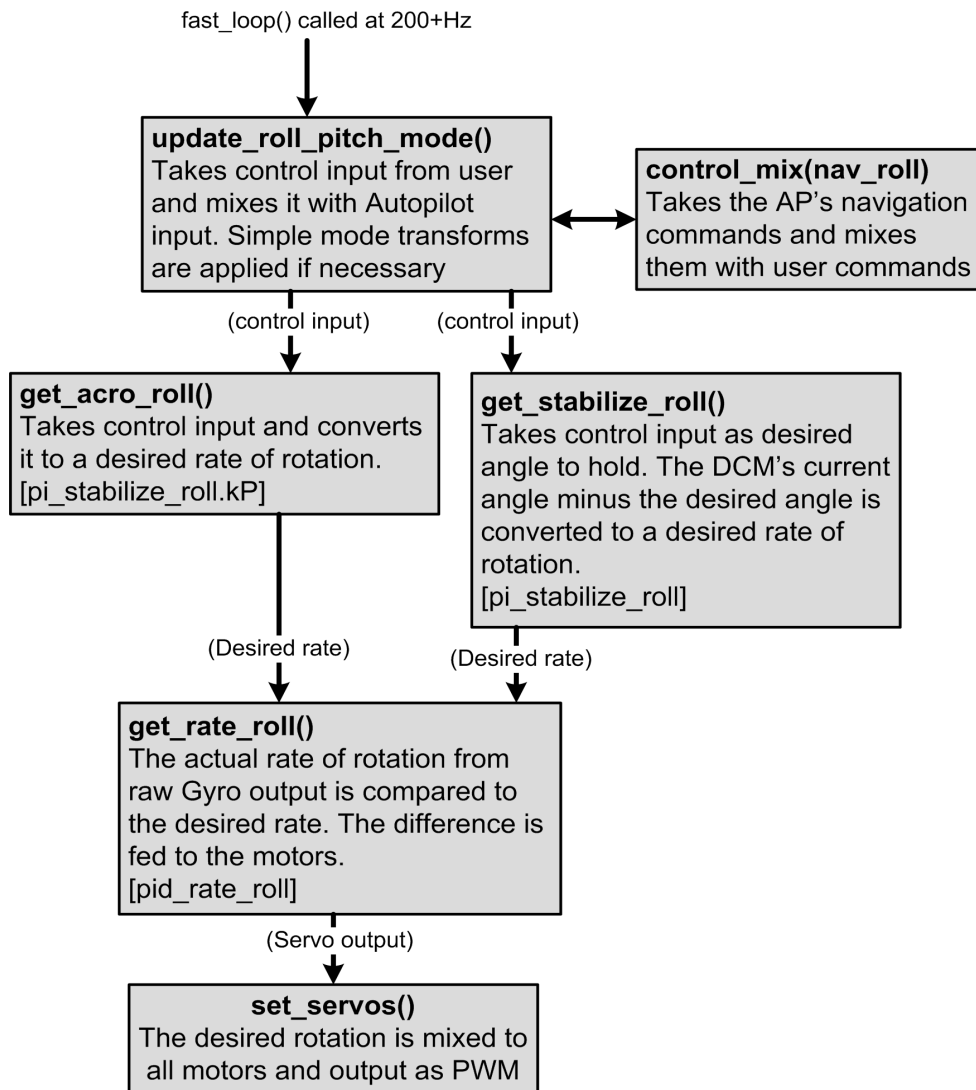 fast_loop() called at 200+Hz
update_roll_pitch_mode()
Takes control input from user
and mixes it with Autopilot
input. Simple mode transforms
are applied if necessary
control_mix(nav_roll)
Takes the AP’s navigation
commands and mixes
them with user commands
(control input)
(control input)
get_acro_roll()
Takes control input and converts
it to a desired rate of rotation.
[pi_stabilize_roll.kP]
get_stabilize_roll()
Takes control input as desired
angle to hold. The DCM’s current
angle minus the desired angle is
converted to a desired rate of
rotation.
[pi_stabilize_roll]
(Desired rate)
(Desired rate)
get_rate_roll()
The actual rate of rotation from
raw Gyro output is compared to
the desired rate. The difference is
fed to the motors.
[pid_rate_roll]
(Servo output)
set_servos()
The desired rotation is mixed to
all motors and output as PWM